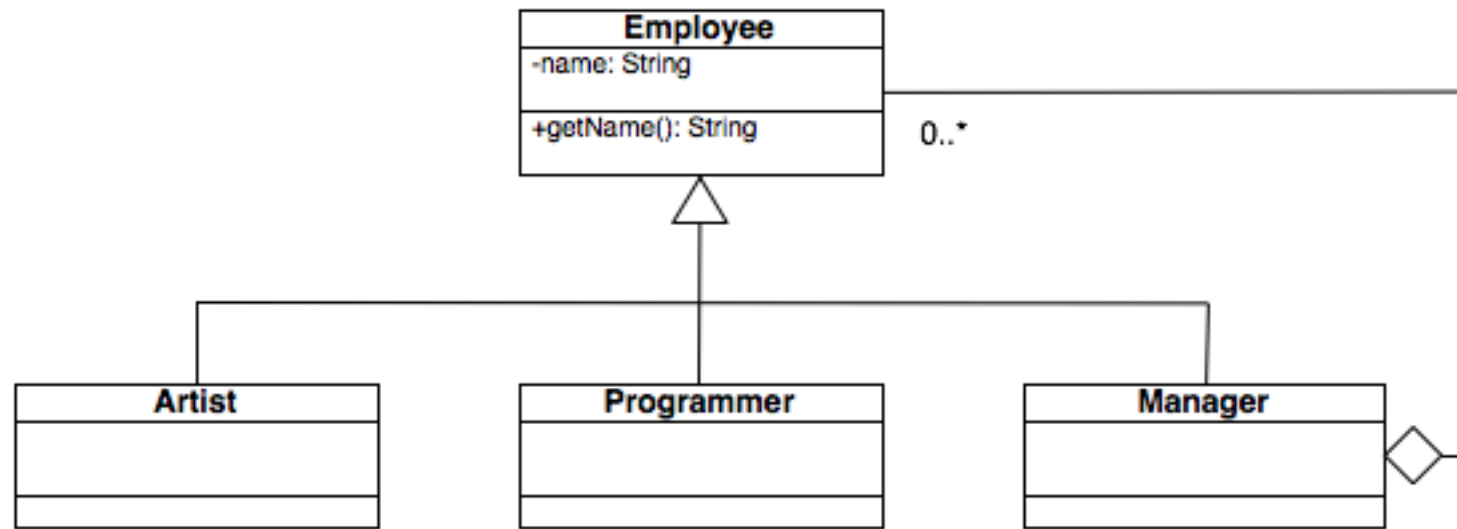 Employee
-name: String
+getName(): String
0..*
Artist
Programmer
Manager